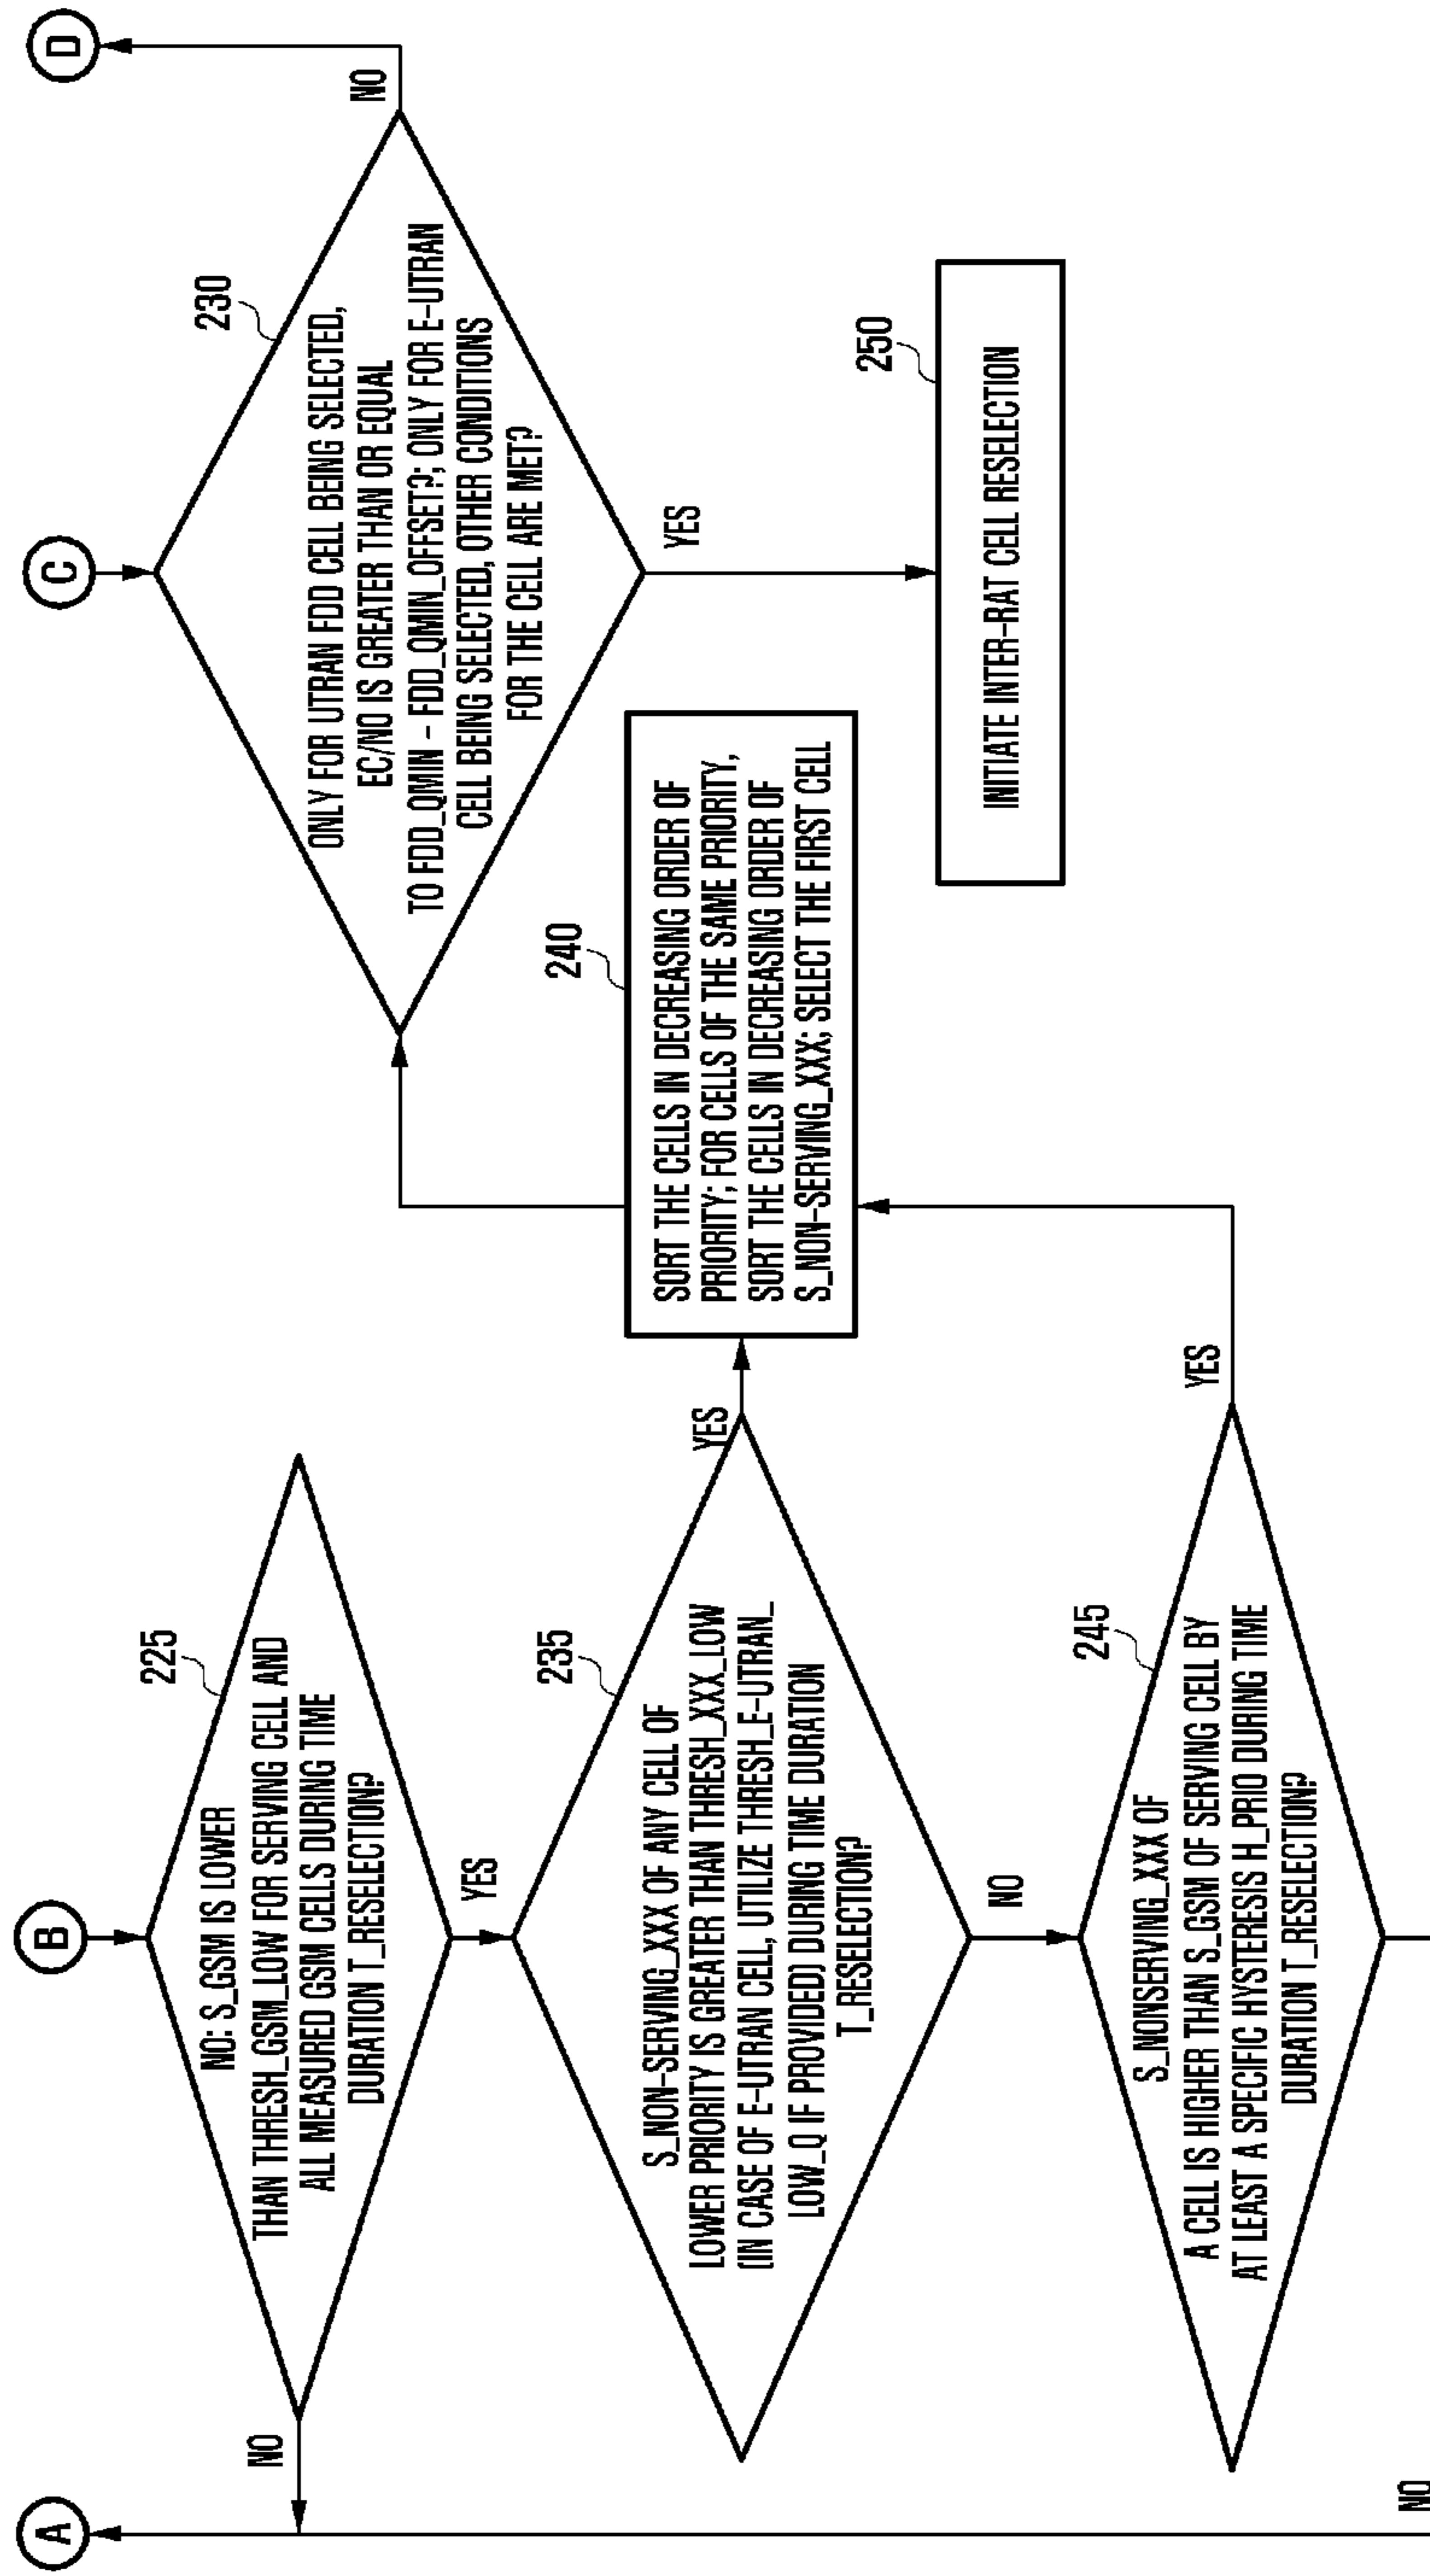 A
B
C
D
NO
225
NO: S_GSM IS LOWER
THAN THRESH_GSM_LOW FOR SERVING CELL AND
ALL MEASURED GSM CELLS DURING TIME
DURATION T_RESELECTION?
YES
230
ONLY FOR UTRAN FDD CELL BEING SELECTED,
EC/NO IS GREATER THAN OR EQUAL
TO FDD_QMIN - FDD_QMIN_OFFSET?; ONLY FOR E-UTRAN
CELL BEING SELECTED, OTHER CONDITIONS
FOR THE CELL ARE MET?
NO
YES
235
S_NON-SERVING_XXX OF ANY CELL OF
LOWER PRIORITY IS GREATER THAN THRESH_XXX_LOW
(IN CASE OF E-UTRAN CELL, UTILIZE THRESH_E-UTRAN_
LOW_Q IF PROVIDED) DURING TIME DURATION
T_RESELECTION?
YES
NO
240
SORT THE CELLS IN DECREASING ORDER OF
PRIORITY; FOR CELLS OF THE SAME PRIORITY,
SORT THE CELLS IN DECREASING ORDER OF
S_NON-SERVING_XXX; SELECT THE FIRST CELL
250
INITIATE INTER-RAT CELL RESELECTION
245
S_NONSERVING_XXX OF
A CELL IS HIGHER THAN S_GSM OF SERVING CELL BY
AT LEAST A SPECIFIC HYSTERESIS H_PRIO DURING TIME
DURATION T_RESELECTION?
YES
NO